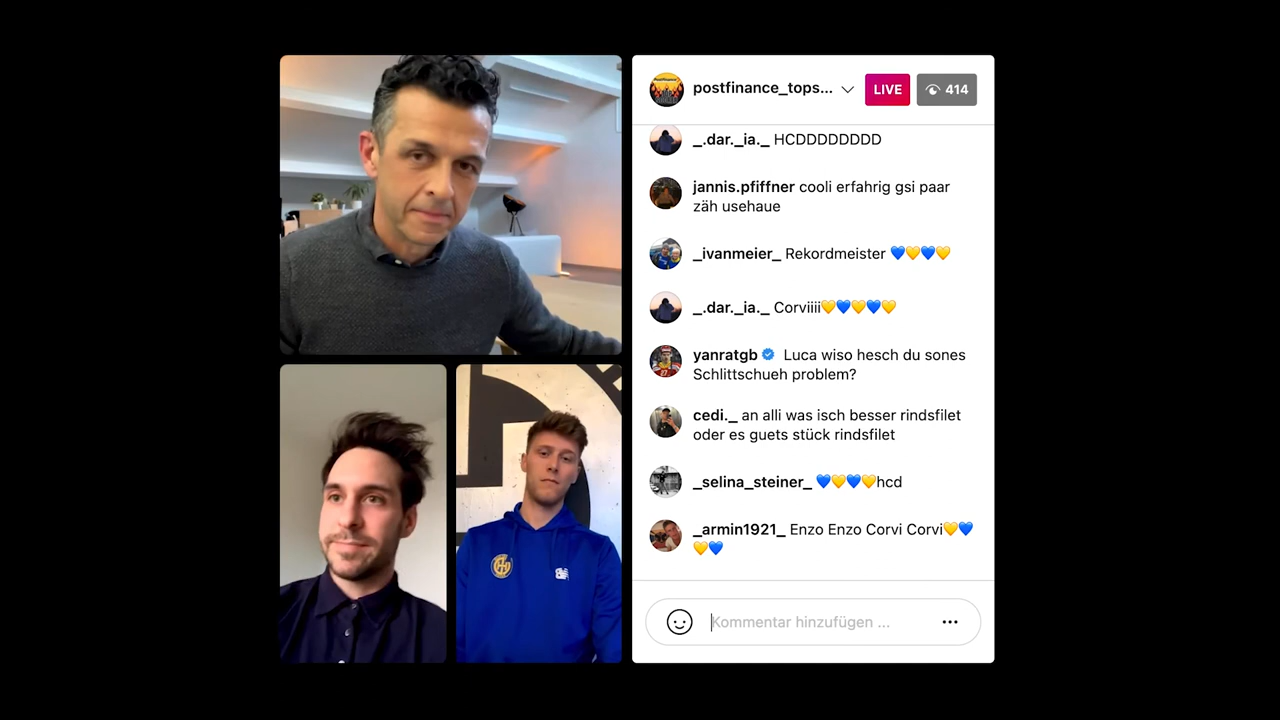 postfinance_tops...
LIVE
414
_.dar._ia._ HCDDDDDDDD
jannis.pfiffner cooli erfahrig gsi paar
zäh usehaue
_ivanmeier_ Rekordmeister 💙💛💙💛
_.dar._ia._ Corviiii💛💙💛💙💛
yanratgb Luca wiso hesch du sones
Schlittschueh problem?
cedi._ an alli was isch besser rindsfilet
oder es guets stück rindsfilet
_selina_steiner_ 💙💛💙💛hcd
_armin1921_ Enzo Enzo Corvi Corvi💛💙
💛💙
Kommentar hinzufügen ...